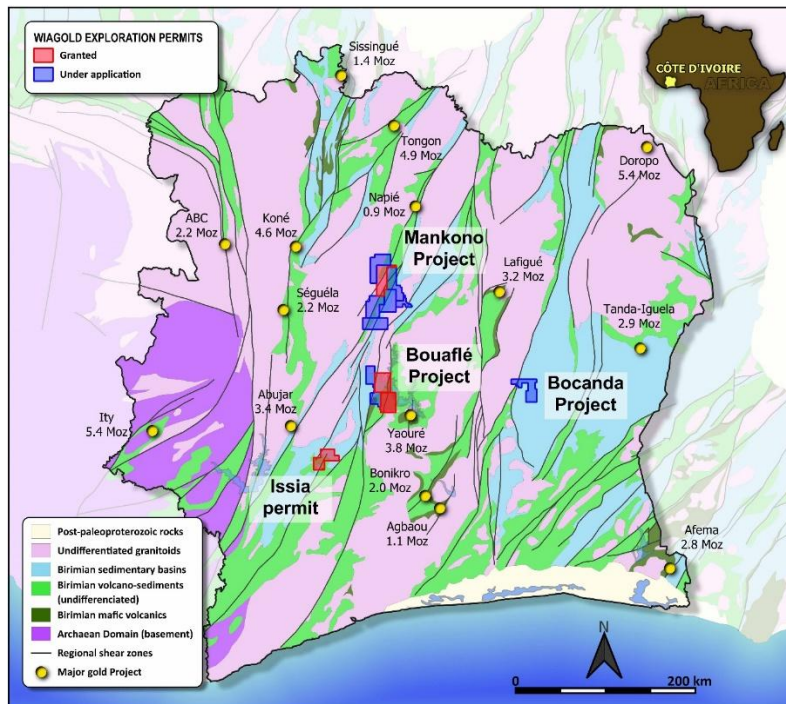 WIAGOLD EXPLORATION PERMITS
Granted
Under application
CÔTE D'IVOIRE
AFRICA
Sissingué
1.4 Moz
Tongon
4.9 Moz
Doropo
5.4 Moz
Napié
0.9 Moz
ABC
2.2 Moz
Koné
4.6 Moz
Mankono
Project
Lafigué
3.2 Moz
Séguéla
2.2 Moz
Tanda-Iguela
2.9 Moz
Bouaflé
Project
Bocanda
Project
Abujar
3.4 Moz
Ity
5.4 Moz
Yaouré
3.8 Moz
Issia
permit
Bonikro
2.0 Moz
Agbaou
1.1 Moz
Afema
2.8 Moz
Post-paleoproterozoic rocks
Undifferentiated granitoids
Birimian sedimentary basins
Birimian volcano-sediments
(undifferenciated)
Birimian mafic volcanics
Archaean Domain (basement)
Regional shear zones
Major gold Project
N
0 200 km